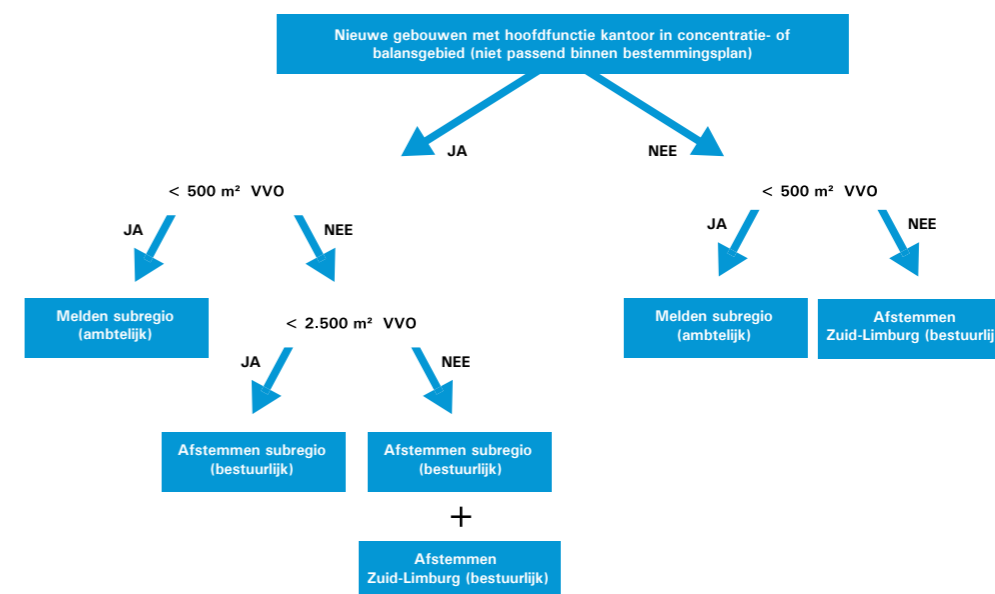 Nieuwe gebouwen met hoofdfunctie kantoor in concentratie- of
balansgebied (niet passend binnen bestemmingsplan)
JA
NEE
< 500 m² VVO
< 500 m² VVO
JA
NEE
JA
NEE
Melden subregio
(ambtelijk)
< 2.500 m² VVO
Melden subregio
(ambtelijk)
Afstemmen
Zuid-Limburg (bestuurlij
JA
NEE
Afstemmen subregio
(bestuurlijk)
Afstemmen subregio
(bestuurlijk)
+
Afstemmen
Zuid-Limburg (bestuurlijk)